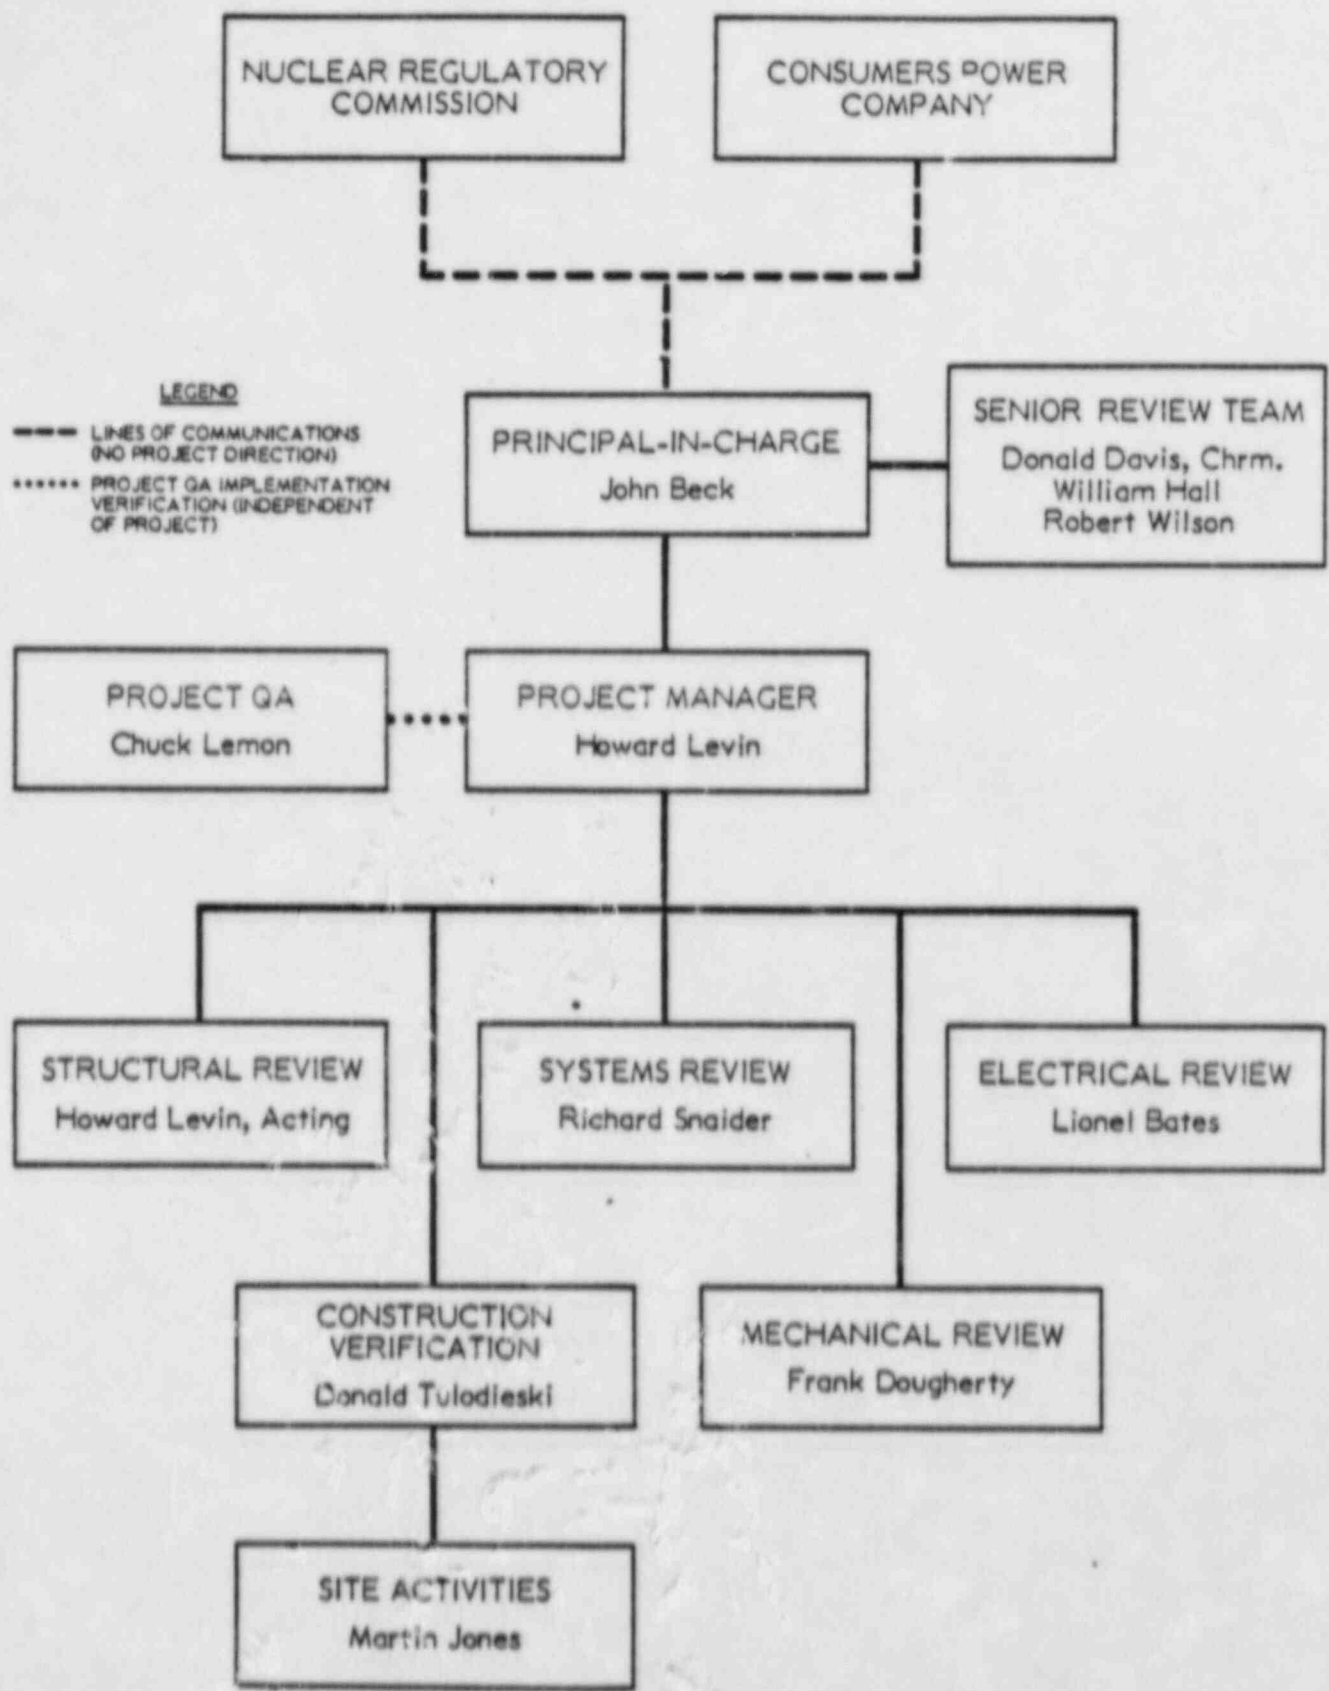 NUCLEAR REGULATORY
COMMISSION
CONSUMERS POWER
COMPANY
LEGEND
LINES OF COMMUNICATIONS
(NO PROJECT DIRECTION)
PROJECT QA IMPLEMENTATION
VERIFICATION (INDEPENDENT
OF PROJECT)
PRINCIPAL-IN-CHARGE
John Beck
SENIOR REVIEW TEAM
Donald Davis, Chrm.
William Hall
Robert Wilson
PROJECT QA
Chuck Lemon
PROJECT MANAGER
Howard Levin
STRUCTURAL REVIEW
Howard Levin, Acting
SYSTEMS REVIEW
Richard Snaider
ELECTRICAL REVIEW
Lionel Bates
CONSTRUCTION
VERIFICATION
Donald Tulodieski
MECHANICAL REVIEW
Frank Dougherty
SITE ACTIVITIES
Martin Jones